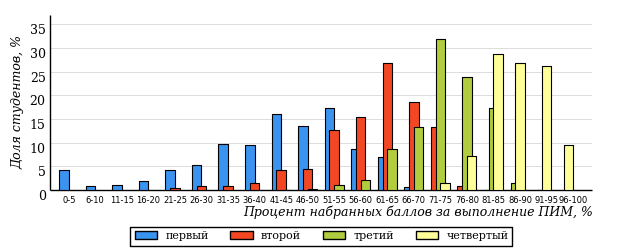 Доля студентов, %
35
30
25
20
15
10
5
0
0-5 6-10 11-15 16-20 21-25 26-30 31-35 36-40 41-45 46-50 51-55 56-60 61-65 66-70 71-75 76-80 81-85 86-90 91-95 96-100
Процент набранных баллов за выполнение ПИМ, %
первый второй третий четвертый